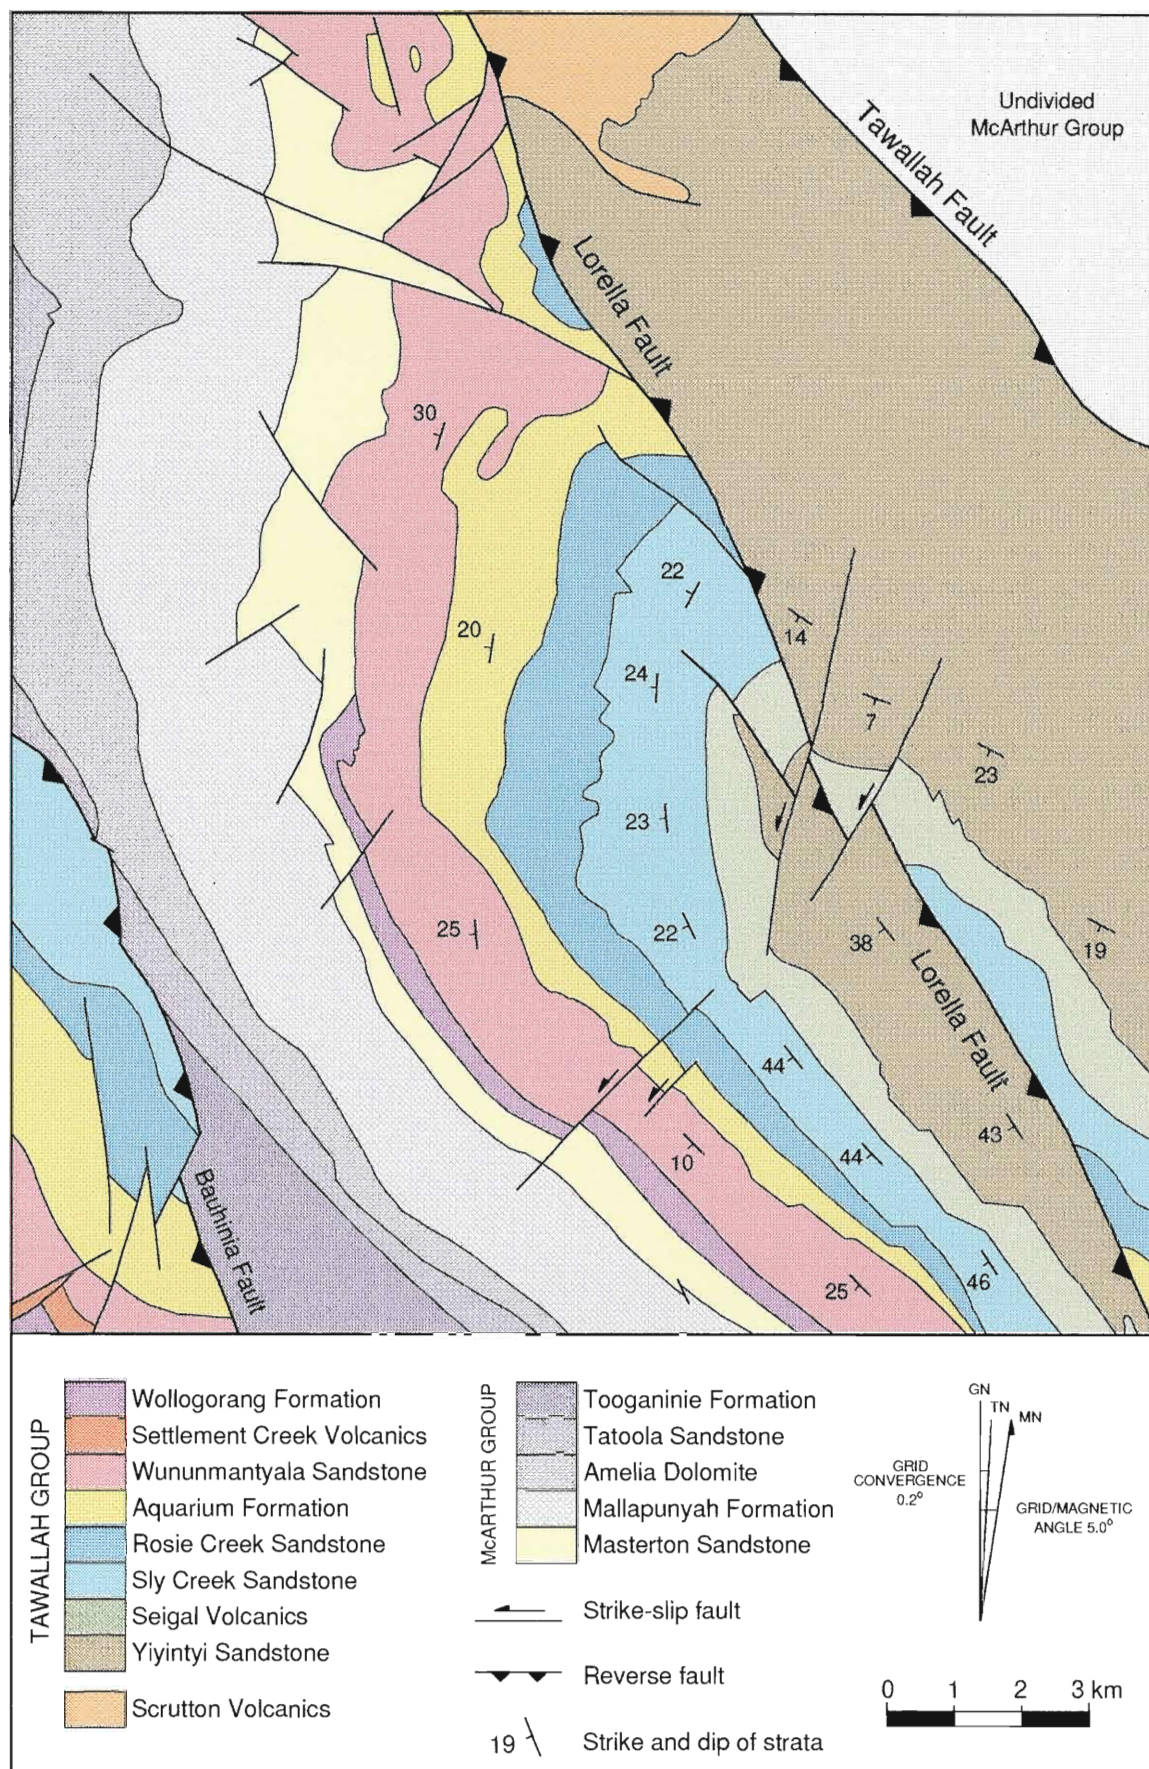 Undivided
McArthur Group
Tawallah Fault
Lorella Fault
30
22
20
14
24
7
23
23
22
25
38
19
Lorella Fault
44
43
10
44
Bauhinia Fault
46
25
TAWALLAH GROUP
Wollogorang Formation
Settlement Creek Volcanics
Wununmantyala Sandstone
Aquarium Formation
Rosie Creek Sandstone
Sly Creek Sandstone
Seigal Volcanics
Yiyintyi Sandstone
Scrutton Volcanics
McARTHUR GROUP
Tooganinie Formation
Tatoola Sandstone
Amelia Dolomite
Mallapunyah Formation
Masterton Sandstone
Strike-slip fault
Reverse fault
19
Strike and dip of strata
GN
TN
MN
GRID
CONVERGENCE
0.2°
GRID/MAGNETIC
ANGLE 5.0°
0 1 2 3 km